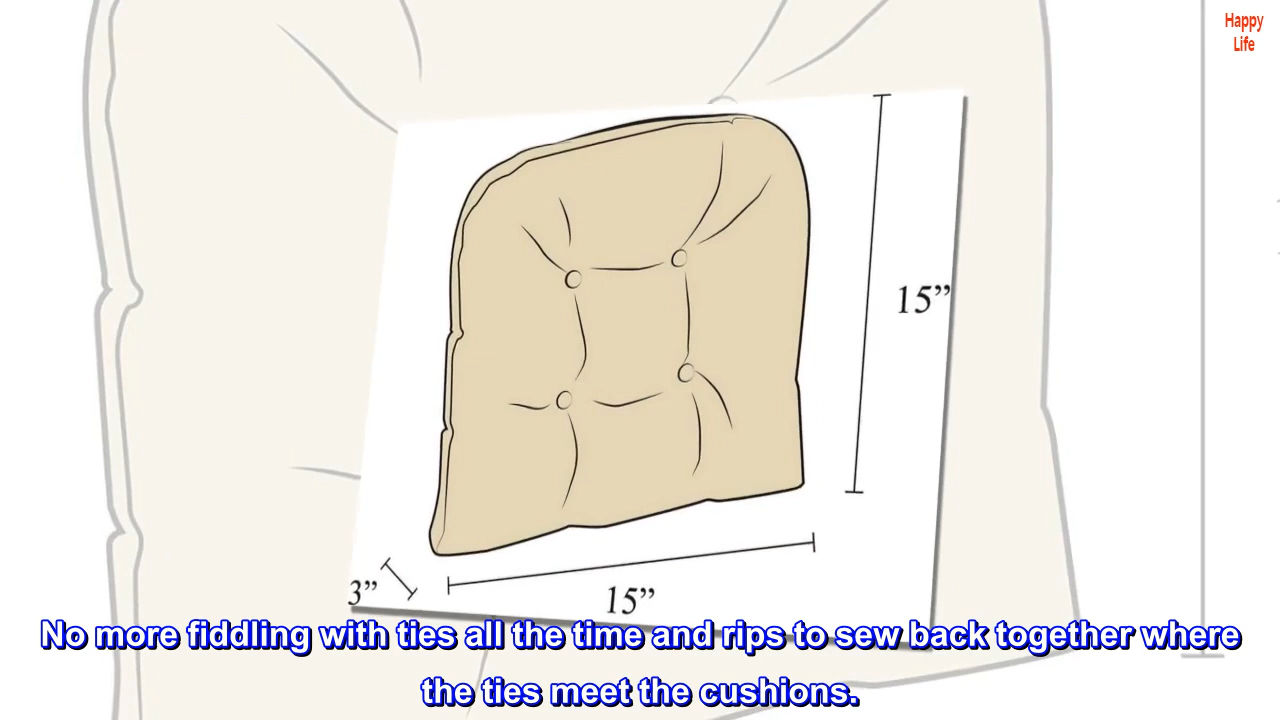 Happy
Life
15”
3”
15”
No more fiddling with ties all the time and rips to sew back together where
the ties meet the cushions.